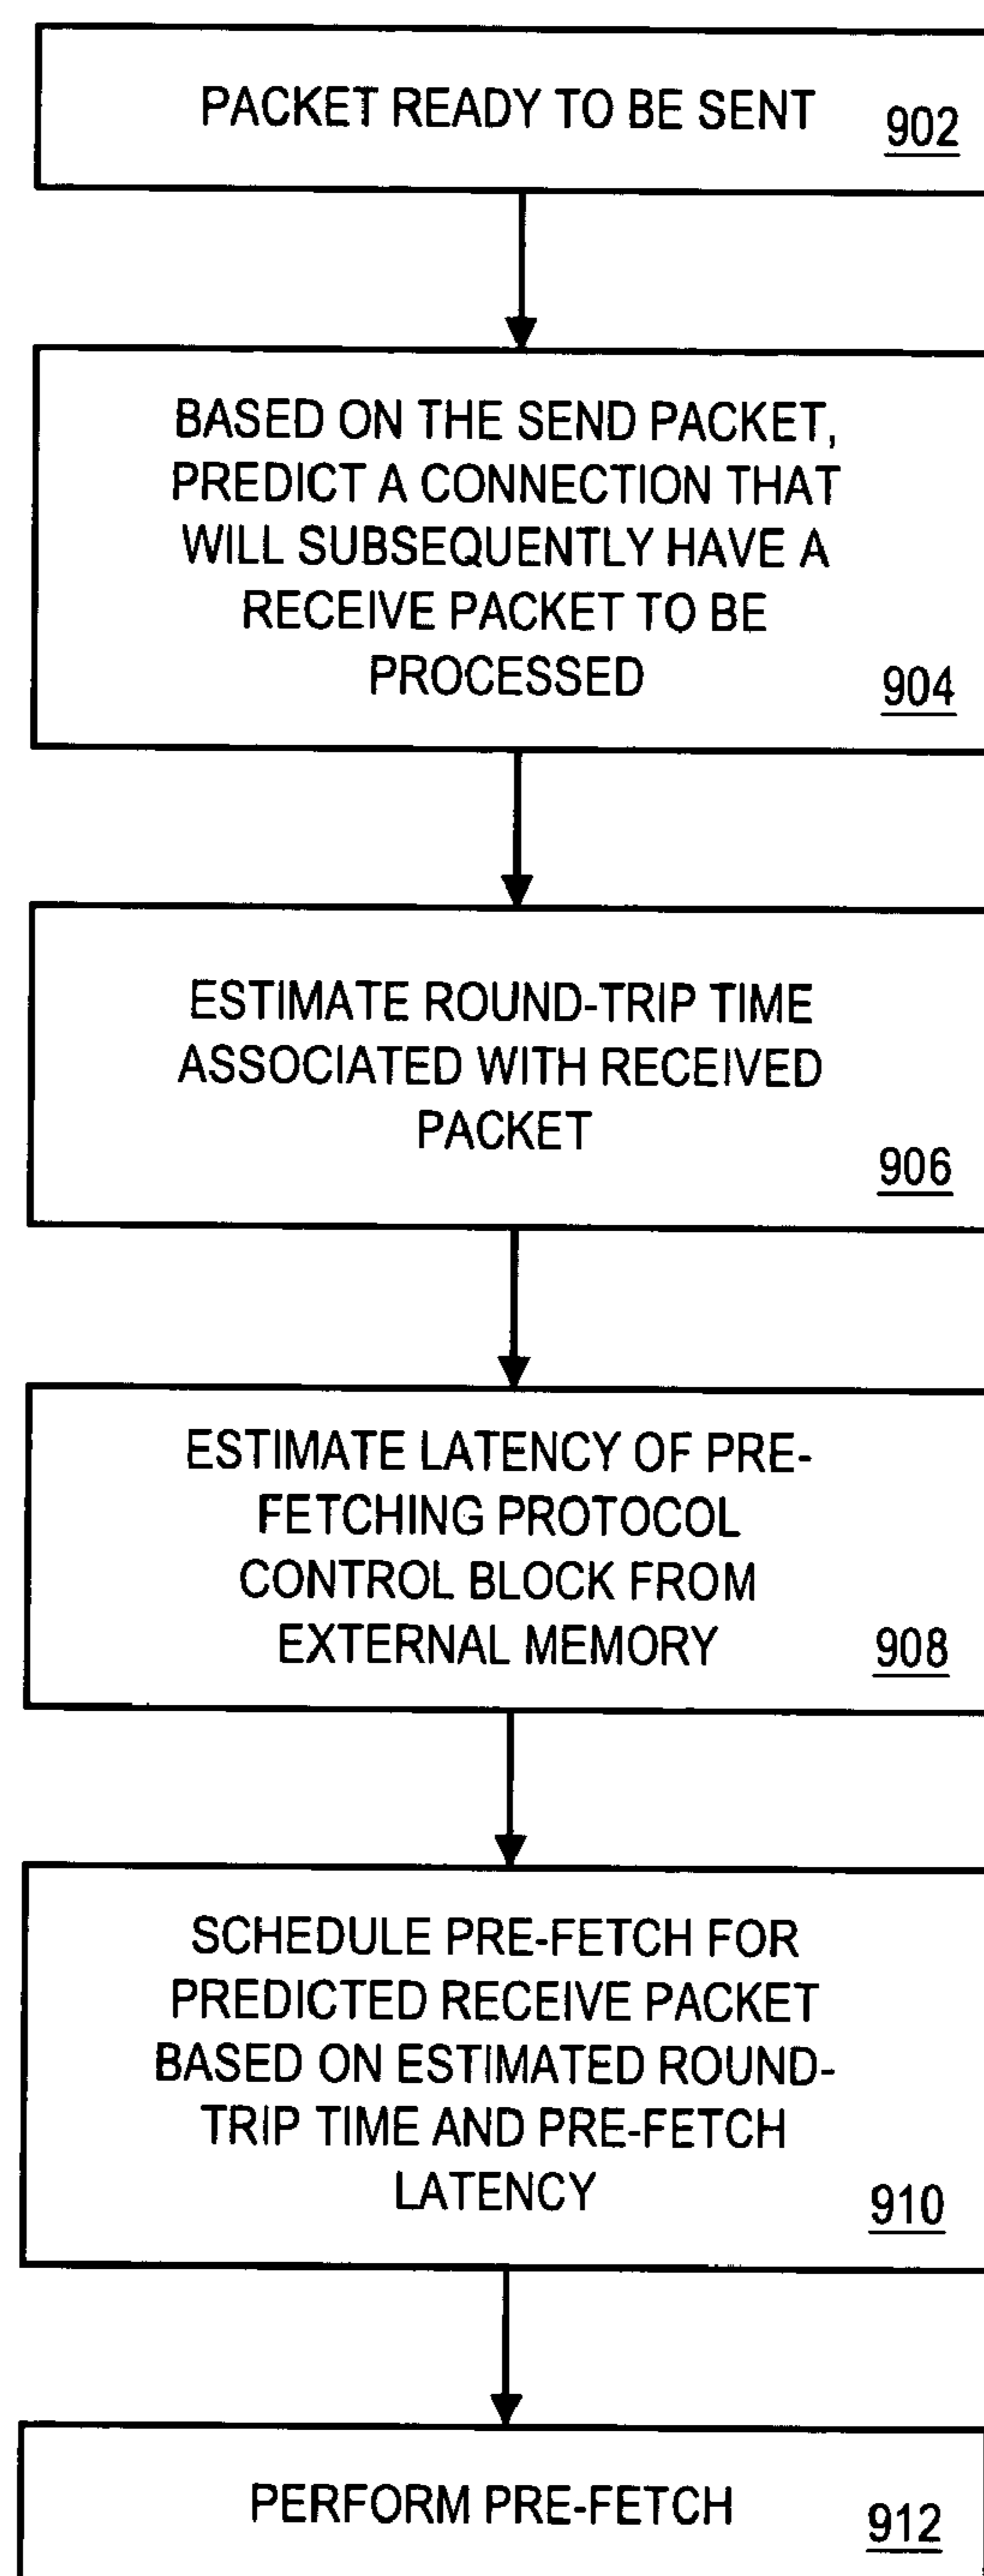 PACKET READY TO BE SENT
902
BASED ON THE SEND PACKET,
PREDICT A CONNECTION THAT
WILL SUBSEQUENTLY HAVE A
RECEIVE PACKET TO BE
PROCESSED
904
ESTIMATE ROUND-TRIP TIME
ASSOCIATED WITH RECEIVED
PACKET
906
ESTIMATE LATENCY OF PRE-
FETCHING PROTOCOL
CONTROL BLOCK FROM
EXTERNAL MEMORY
908
SCHEDULE PRE-FETCH FOR
PREDICTED RECEIVE PACKET
BASED ON ESTIMATED ROUND-
TRIP TIME AND PRE-FETCH
LATENCY
910
PERFORM PRE-FETCH
912